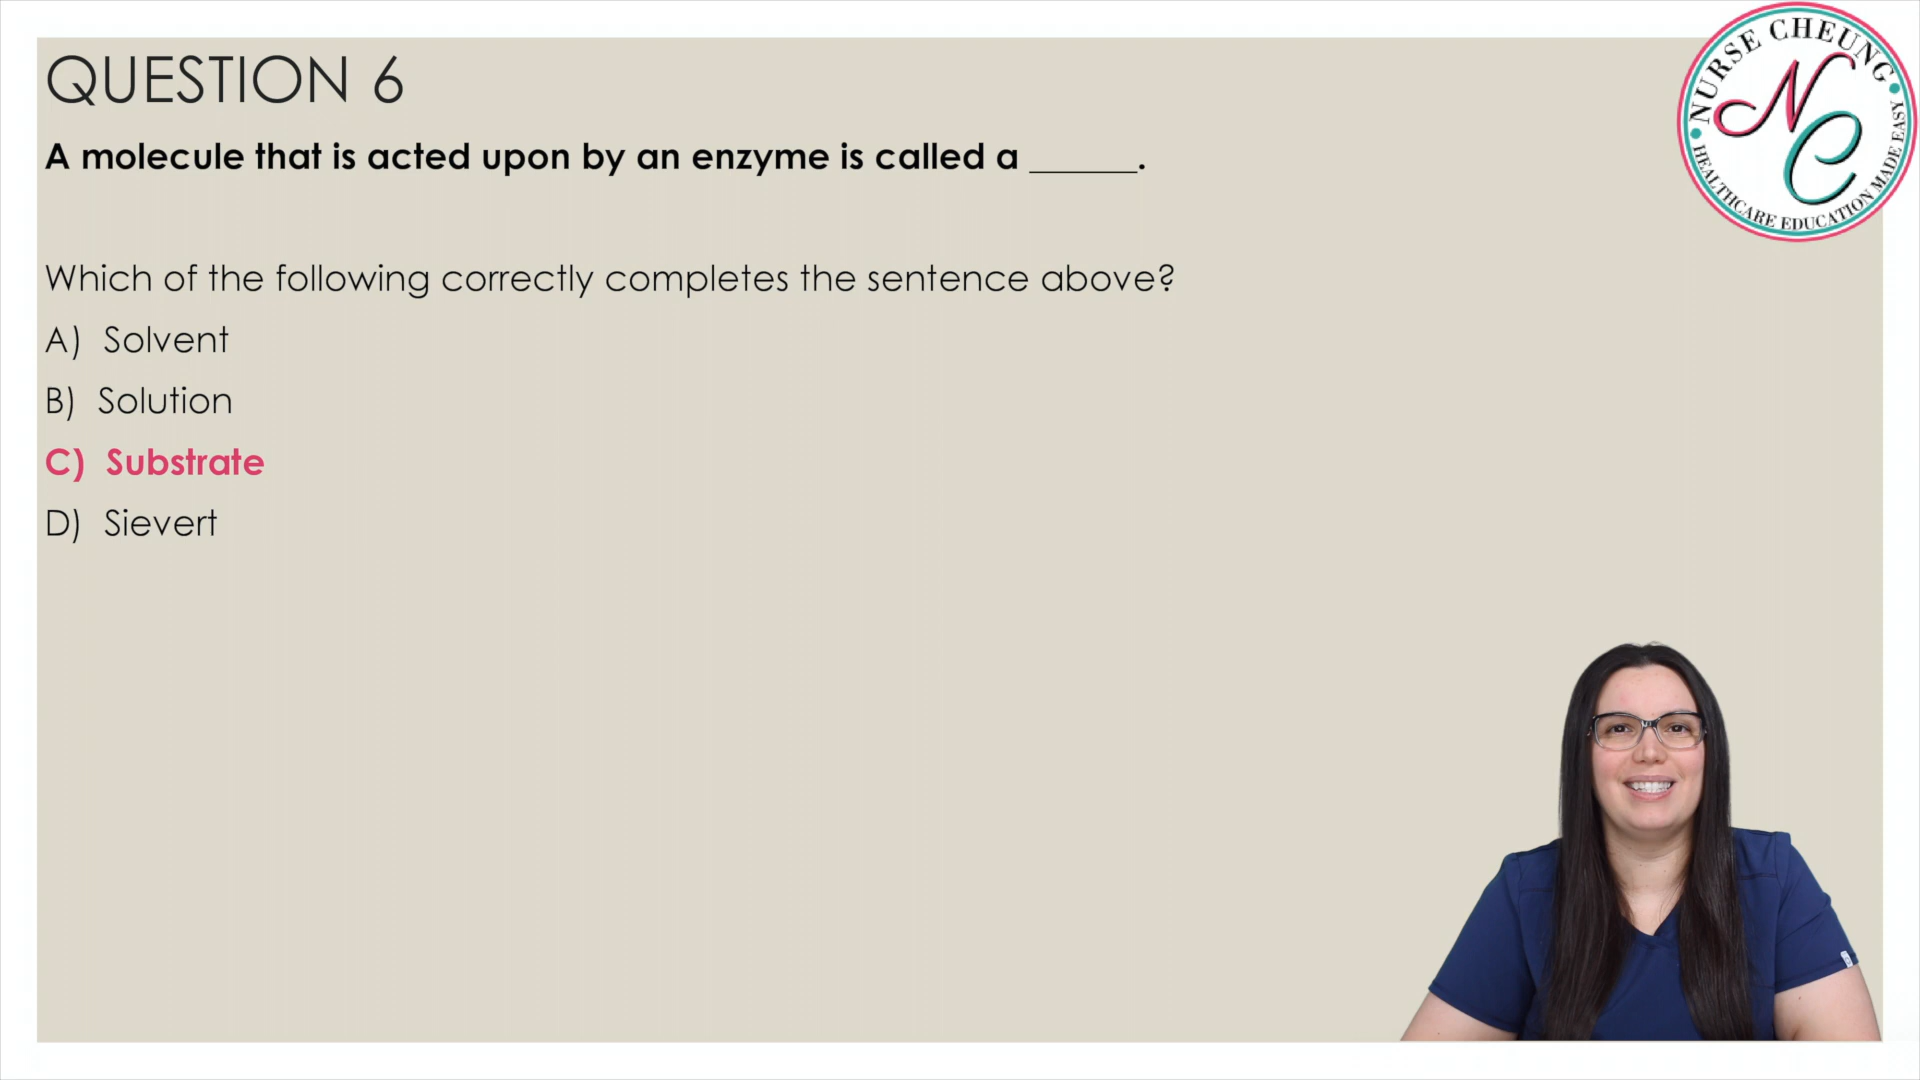 QUESTION 6
A molecule that is acted upon by an enzyme is called a ______.
Which of the following correctly completes the sentence above?
A) Solvent
B) Solution
C) Substrate
D) Sievert
NURSE CHEUNG
NC
HEALTHCARE EDUCATION MADE EASY